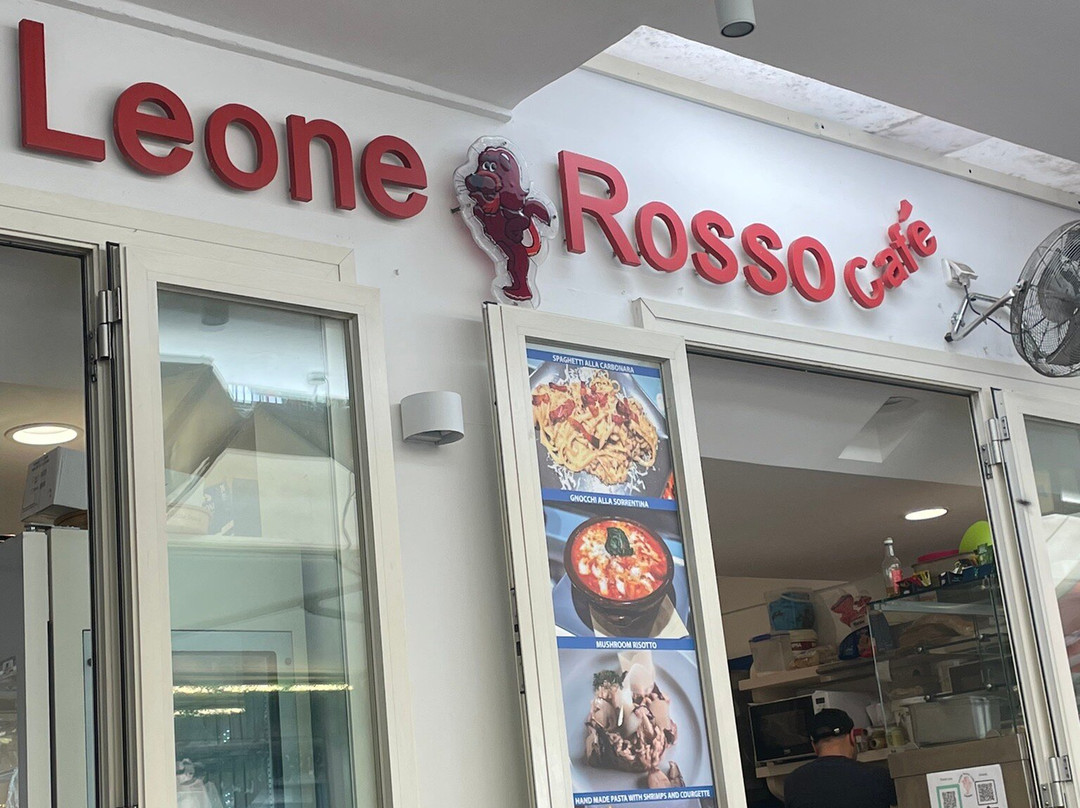 Leone Rosso Café
SPAGHETTI ALLA CARBONARA
GNOCCHI ALLA SORRENTINA
MUSHROOM RISOTTO
HAND MADE PASTA WITH SHRIMPS AND COURGETTE